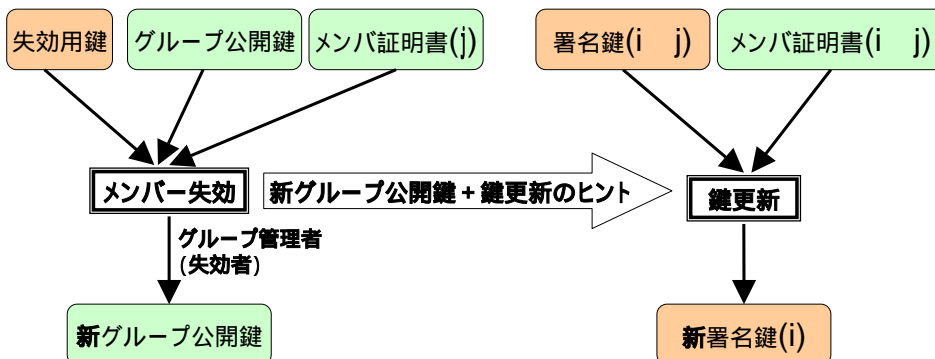 失効用鍵
グループ公開鍵
メンバ証明書(j)
署名鍵(i j)
メンバ証明書(i j)
メンバー失効
新グループ公開鍵+鍵更新のヒント
鍵更新
グループ管理者
(失効者)
新グループ公開鍵
新署名鍵(i)